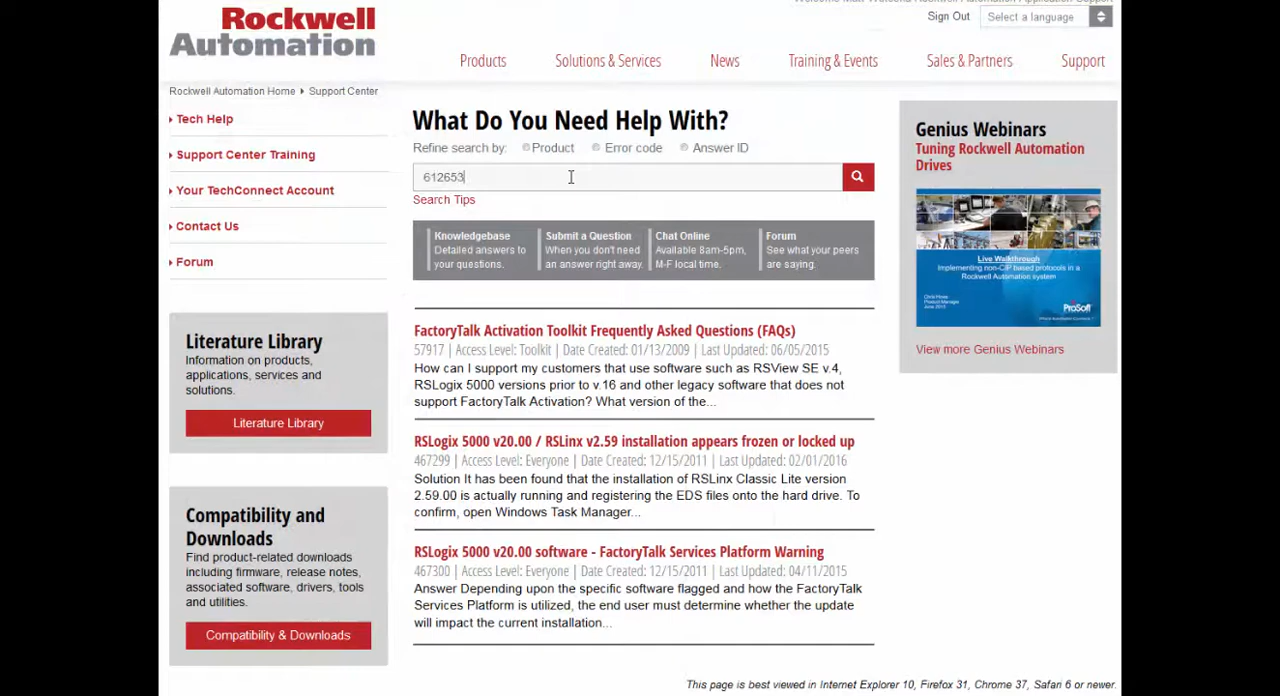 Rockwell
Automation
Sign Out
Select a language
Products
Solutions & Services
News
Training & Events
Sales & Partners
Support
Rockwell Automation Home
Support Center
Tech Help
Support Center Training
Your TechConnect Account
Contact Us
Forum
Literature Library
Information on products,
applications, services and
solutions.
Literature Library
Compatibility and
Downloads
Find product-related downloads
including firmware, release notes,
associated software, drivers, tools
and utilities.
Compatibility & Downloads
What Do You Need Help With?
Refine search by: Product Error code Answer ID
612653
Search Tips
Knowledgebase
Detailed answers to
your questions.
Submit a Question
When you don't need
an answer right away.
Chat Online
Available 8am-5pm,
M-F local time.
Forum
See what your peers
are saying.
FactoryTalk Activation Toolkit Frequently Asked Questions (FAQs)
57917 | Access Level: Toolkit | Date Created: 01/13/2009 | Last Updated: 06/05/2015
How can I support my customers that use software such as RSView SE v.4,
RSLogix 5000 versions prior to v.16 and other legacy software that does not
support FactoryTalk Activation? What version of the...
RSLogix 5000 v20.00 / RSLinx v2.59 installation appears frozen or locked up
467299 | Access Level: Everyone | Date Created: 12/15/2011 | Last Updated: 02/01/2016
Solution It has been found that the installation of RSLinx Classic Lite version
2.59.00 is actually running and registering the EDS files onto the hard drive. To
confirm, open Windows Task Manager...
RSLogix 5000 v20.00 software - FactoryTalk Services Platform Warning
467300 | Access Level: Everyone | Date Created: 12/15/2011 | Last Updated: 04/11/2015
Answer Depending upon the specific software flagged and how the FactoryTalk
Services Platform is utilized, the end user must determine whether the update
will impact the current installation...
Genius Webinars
Tuning Rockwell Automation
Drives
Live Walkthrough
Implementing non-CIP based protocols in a
Rockwell Automation system
ProSoft
View more Genius Webinars
This page is best viewed in Internet Explorer 10, Firefox 31, Chrome 37, Safari 6 or newer.